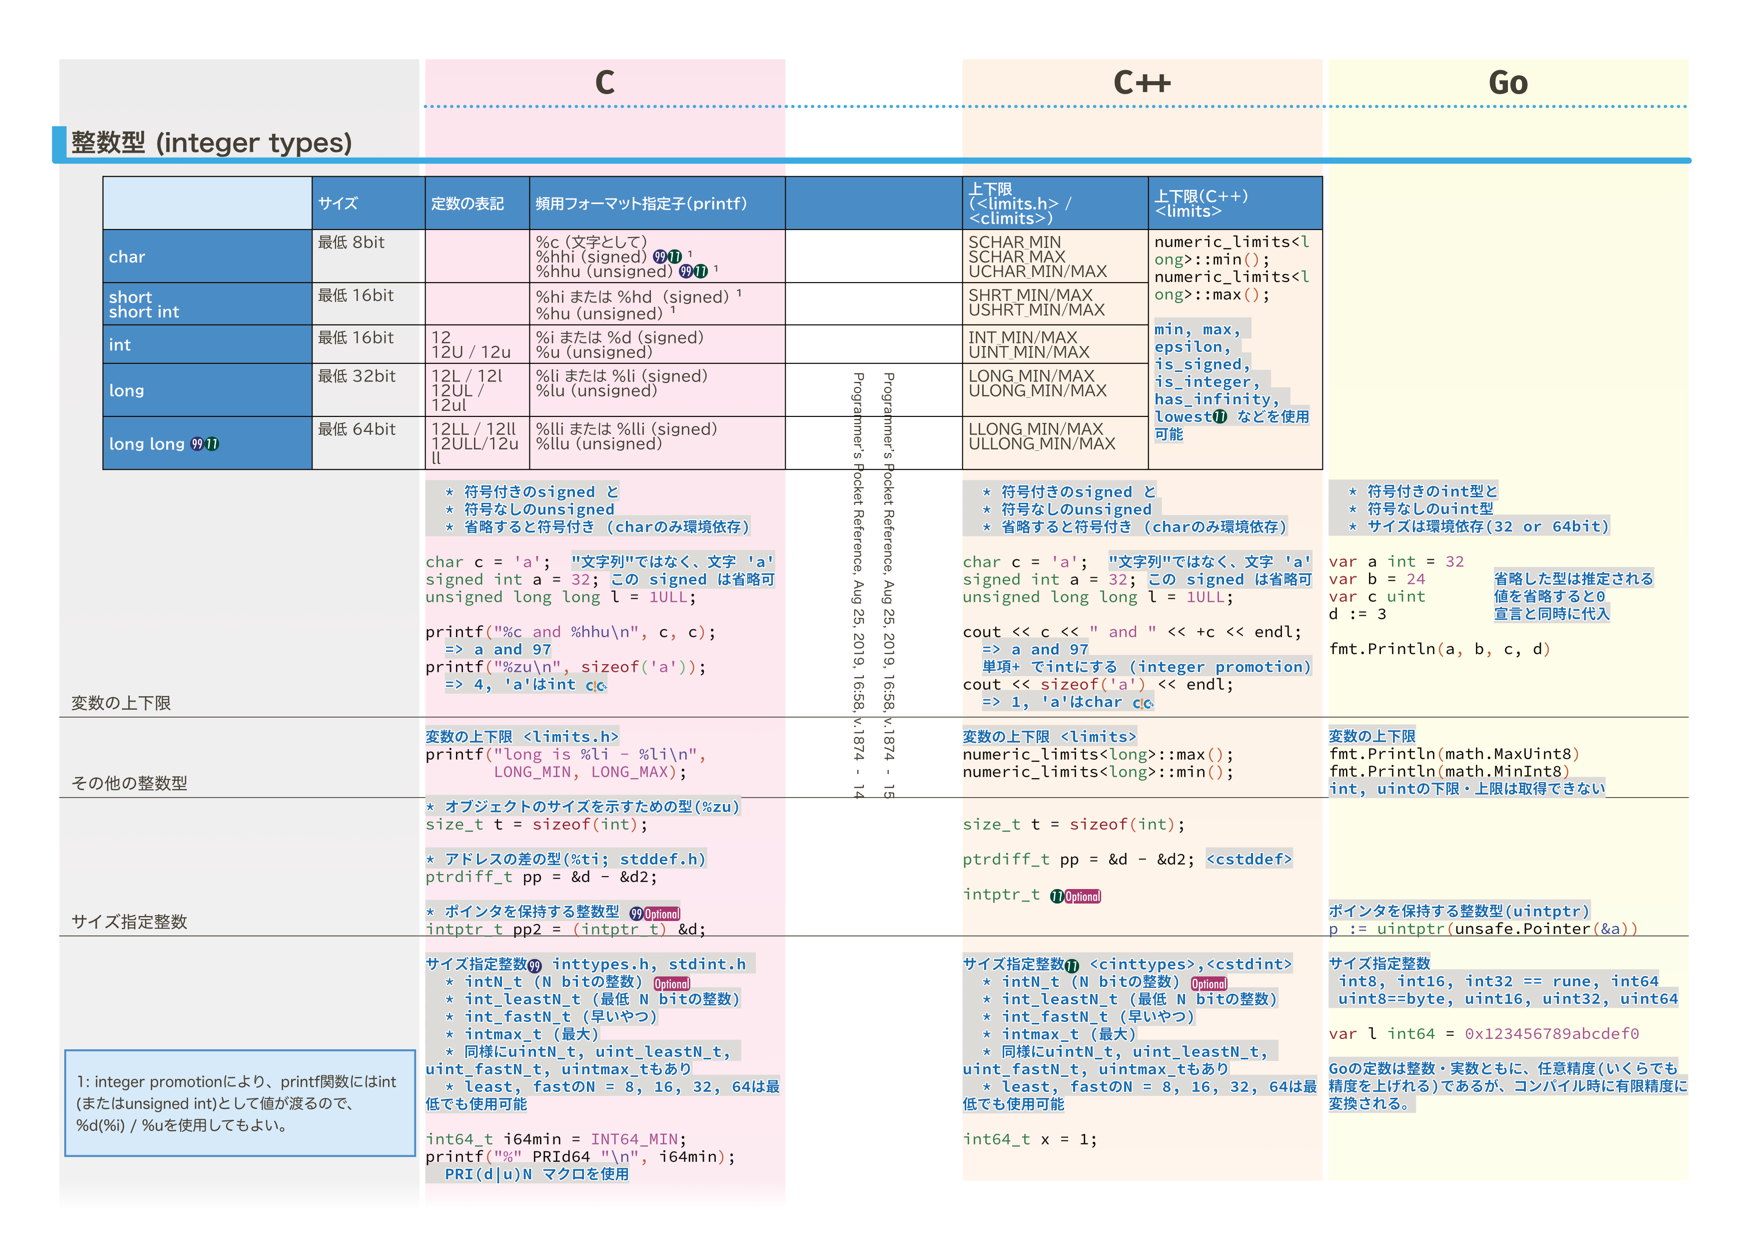 C
C++
Go
整数型 (integer types)
サイズ
定数の表記
頻用フォーマット指定子(printf)
上下限
(<limits.h> /
<climits>)
上下限(C++)
<limits>
char
最低 8bit
%c (文字として)
%hhi (signed) 99 11 1
%hhu (unsigned) 99 11 1
SCHAR_MIN
SCHAR_MAX
UCHAR_MIN/MAX
numeric_limits<l
ong>::min();
numeric_limits<l
ong>::max();
min, max,
epsilon,
is_signed,
is_integer,
has_infinity,
lowest11 などを使用
可能
short
short int
最低 16bit
%hi または %hd (signed) 1
%hu (unsigned) 1
SHRT_MIN/MAX
USHRT_MIN/MAX
int
最低 16bit
12
12U / 12u
%i または %d (signed)
%u (unsigned)
INT_MIN/MAX
UINT_MIN/MAX
long
最低 32bit
12L / 12l
12UL /
12ul
%li または %li (signed)
%lu (unsigned)
LONG_MIN/MAX
ULONG_MIN/MAX
long long 99 11
最低 64bit
12LL / 12ll
12ULL/12u
ll
%lli または %lli (signed)
%llu (unsigned)
LLONG_MIN/MAX
ULLONG_MIN/MAX
* 符号付きのsigned と
* 符号なしのunsigned
* 省略すると符号付き (charのみ環境依存)
char c = 'a'; "文字列"ではなく、文字 'a'
signed int a = 32; この signed は省略可
unsigned long long l = 1ULL;
printf("%c and %hhu\n", c, c);
=> a and 97
printf("%zu\n", sizeof('a'));
=> 4, 'a'はint C|C+
* 符号付きのsigned と
* 符号なしのunsigned
* 省略すると符号付き (charのみ環境依存)
char c = 'a'; "文字列"ではなく、文字 'a'
signed int a = 32; この signed は省略可
unsigned long long l = 1ULL;
cout << c << " and " << +c << endl;
=> a and 97
単項+ でintにする (integer promotion)
cout << sizeof('a') << endl;
=> 1, 'a'はchar C|C+
* 符号付きのint型と
* 符号なしのuint型
* サイズは環境依存(32 or 64bit)
var a int = 32
var b = 24 省略した型は推定される
var c uint 値を省略すると0
d := 3 宣言と同時に代入
fmt.Println(a, b, c, d)
変数の上下限
変数の上下限 <limits.h>
printf("long is %li - %li\n",
LONG_MIN, LONG_MAX);
変数の上下限 <limits>
numeric_limits<long>::max();
numeric_limits<long>::min();
変数の上下限
fmt.Println(math.MaxUint8)
fmt.Println(math.MinInt8)
int, uintの下限・上限は取得できない
その他の整数型
* オブジェクトのサイズを示すための型(%zu)
size_t t = sizeof(int);
* アドレスの差の型(%ti; stddef.h)
ptrdiff_t pp = &d - &d2;
* ポインタを保持する整数型 99 Optional
intptr_t pp2 = (intptr_t) &d;
size_t t = sizeof(int);
ptrdiff_t pp = &d - &d2; <cstddef>
intptr_t 11 Optional
ポインタを保持する整数型(uintptr)
p := uintptr(unsafe.Pointer(&a))
サイズ指定整数
サイズ指定整数99 inttypes.h, stdint.h
* intN_t (N bitの整数) Optional
* int_leastN_t (最低 N bitの整数)
* int_fastN_t (早いやつ)
* intmax_t (最大)
* 同様にuintN_t, uint_leastN_t,
uint_fastN_t, uintmax_tもあり
* least, fastのN = 8, 16, 32, 64は最
低でも使用可能
int64_t i64min = INT64_MIN;
printf("%" PRId64 "\n", i64min);
PRI(d|u)N マクロを使用
サイズ指定整数11 <cinttypes>,<cstdint>
* intN_t (N bitの整数) Optional
* int_leastN_t (最低 N bitの整数)
* int_fastN_t (早いやつ)
* intmax_t (最大)
* 同様にuintN_t, uint_leastN_t,
uint_fastN_t, uintmax_tもあり
* least, fastのN = 8, 16, 32, 64は最
低でも使用可能
int64_t x = 1;
サイズ指定整数
int8, int16, int32 == rune, int64
uint8==byte, uint16, uint32, uint64
var l int64 = 0x123456789abcdef0
Goの定数は整数・実数ともに、任意精度(いくらでも
精度を上げれる)であるが、コンパイル時に有限精度に
変換される。
1: integer promotionにより、printf関数にはint
(またはunsigned int)として値が渡るので、
%d(%i) / %uを使用してもよい。
Programmer's Pocket Reference, Aug 25, 2019, 16:58, v.1874 - 14
Programmer's Pocket Reference, Aug 25, 2019, 16:58, v.1874 - 15